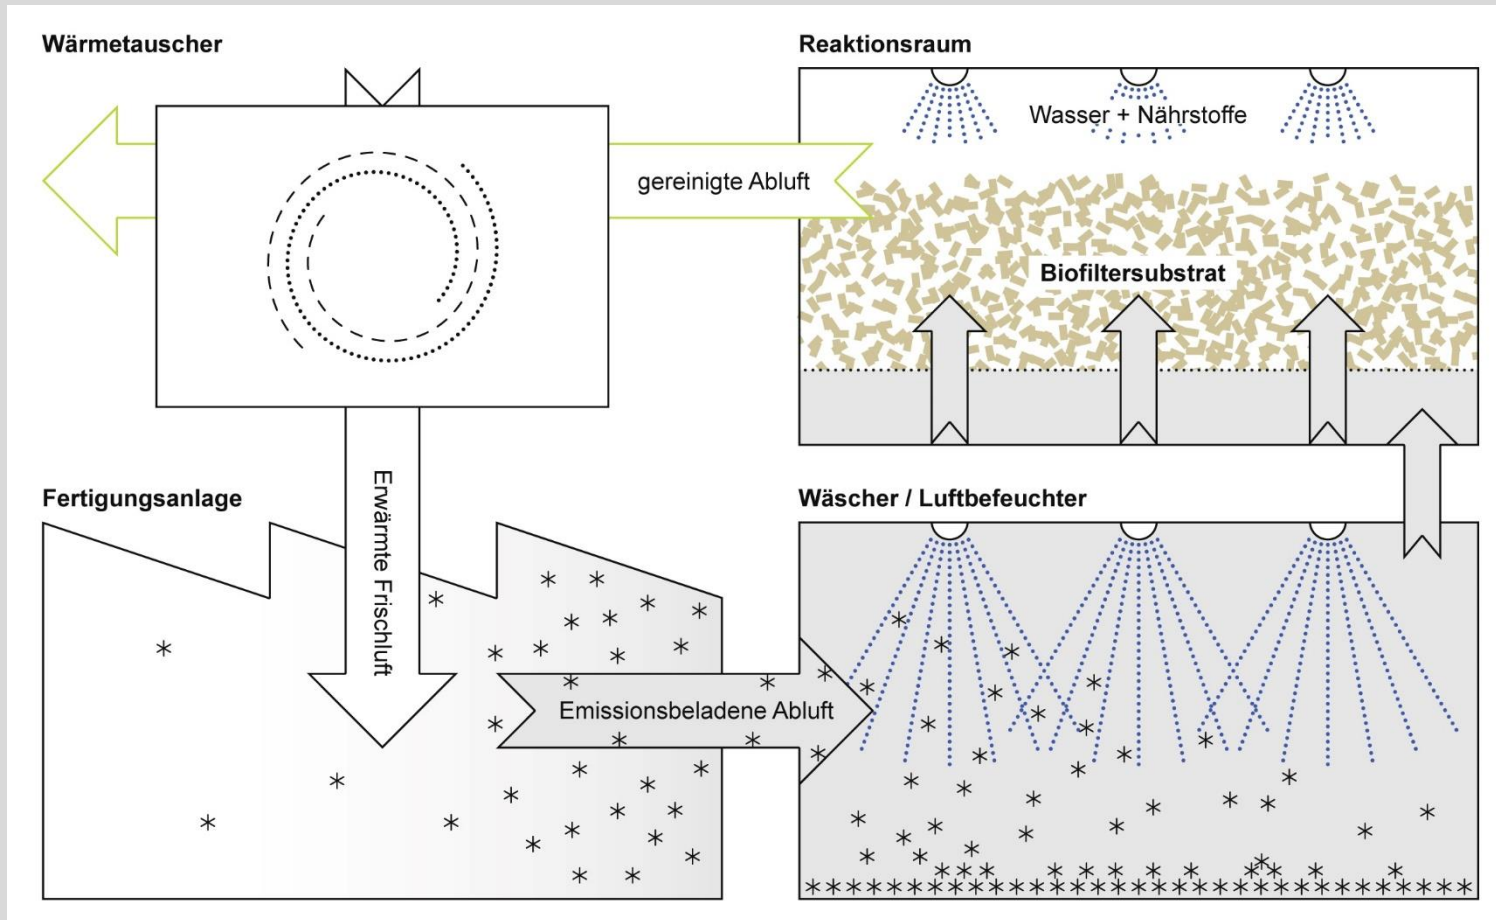 Wärmetauscher
Reaktionsraum
Wasser + Nährstoffe
gereinigte Abluft
Biofiltersubstrat
Erwärmte Frischluft
Fertigungsanlage
Wäscher / Luftbefeuchter
Emissionsbeladene Abluft